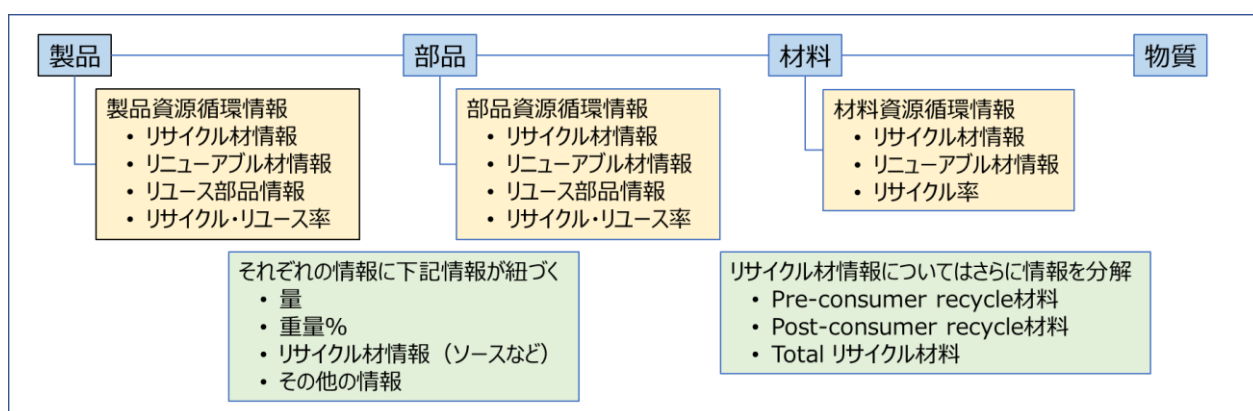 製品
部品
材料
物質
製品資源循環情報
• リサイクル材情報
• リニューアブル材情報
• リユース部品情報
• リサイクル・リユース率
部品資源循環情報
• リサイクル材情報
• リニューアブル材情報
• リユース部品情報
• リサイクル・リユース率
材料資源循環情報
• リサイクル材情報
• リニューアブル材情報
• リサイクル率
それぞれの情報に下記情報が紐づく
• 量
• 重量%
• リサイクル材情報（ソースなど）
• その他の情報
リサイクル材情報についてはさらに情報を分解
• Pre-consumer recycle材料
• Post-consumer recycle材料
• Total リサイクル材料